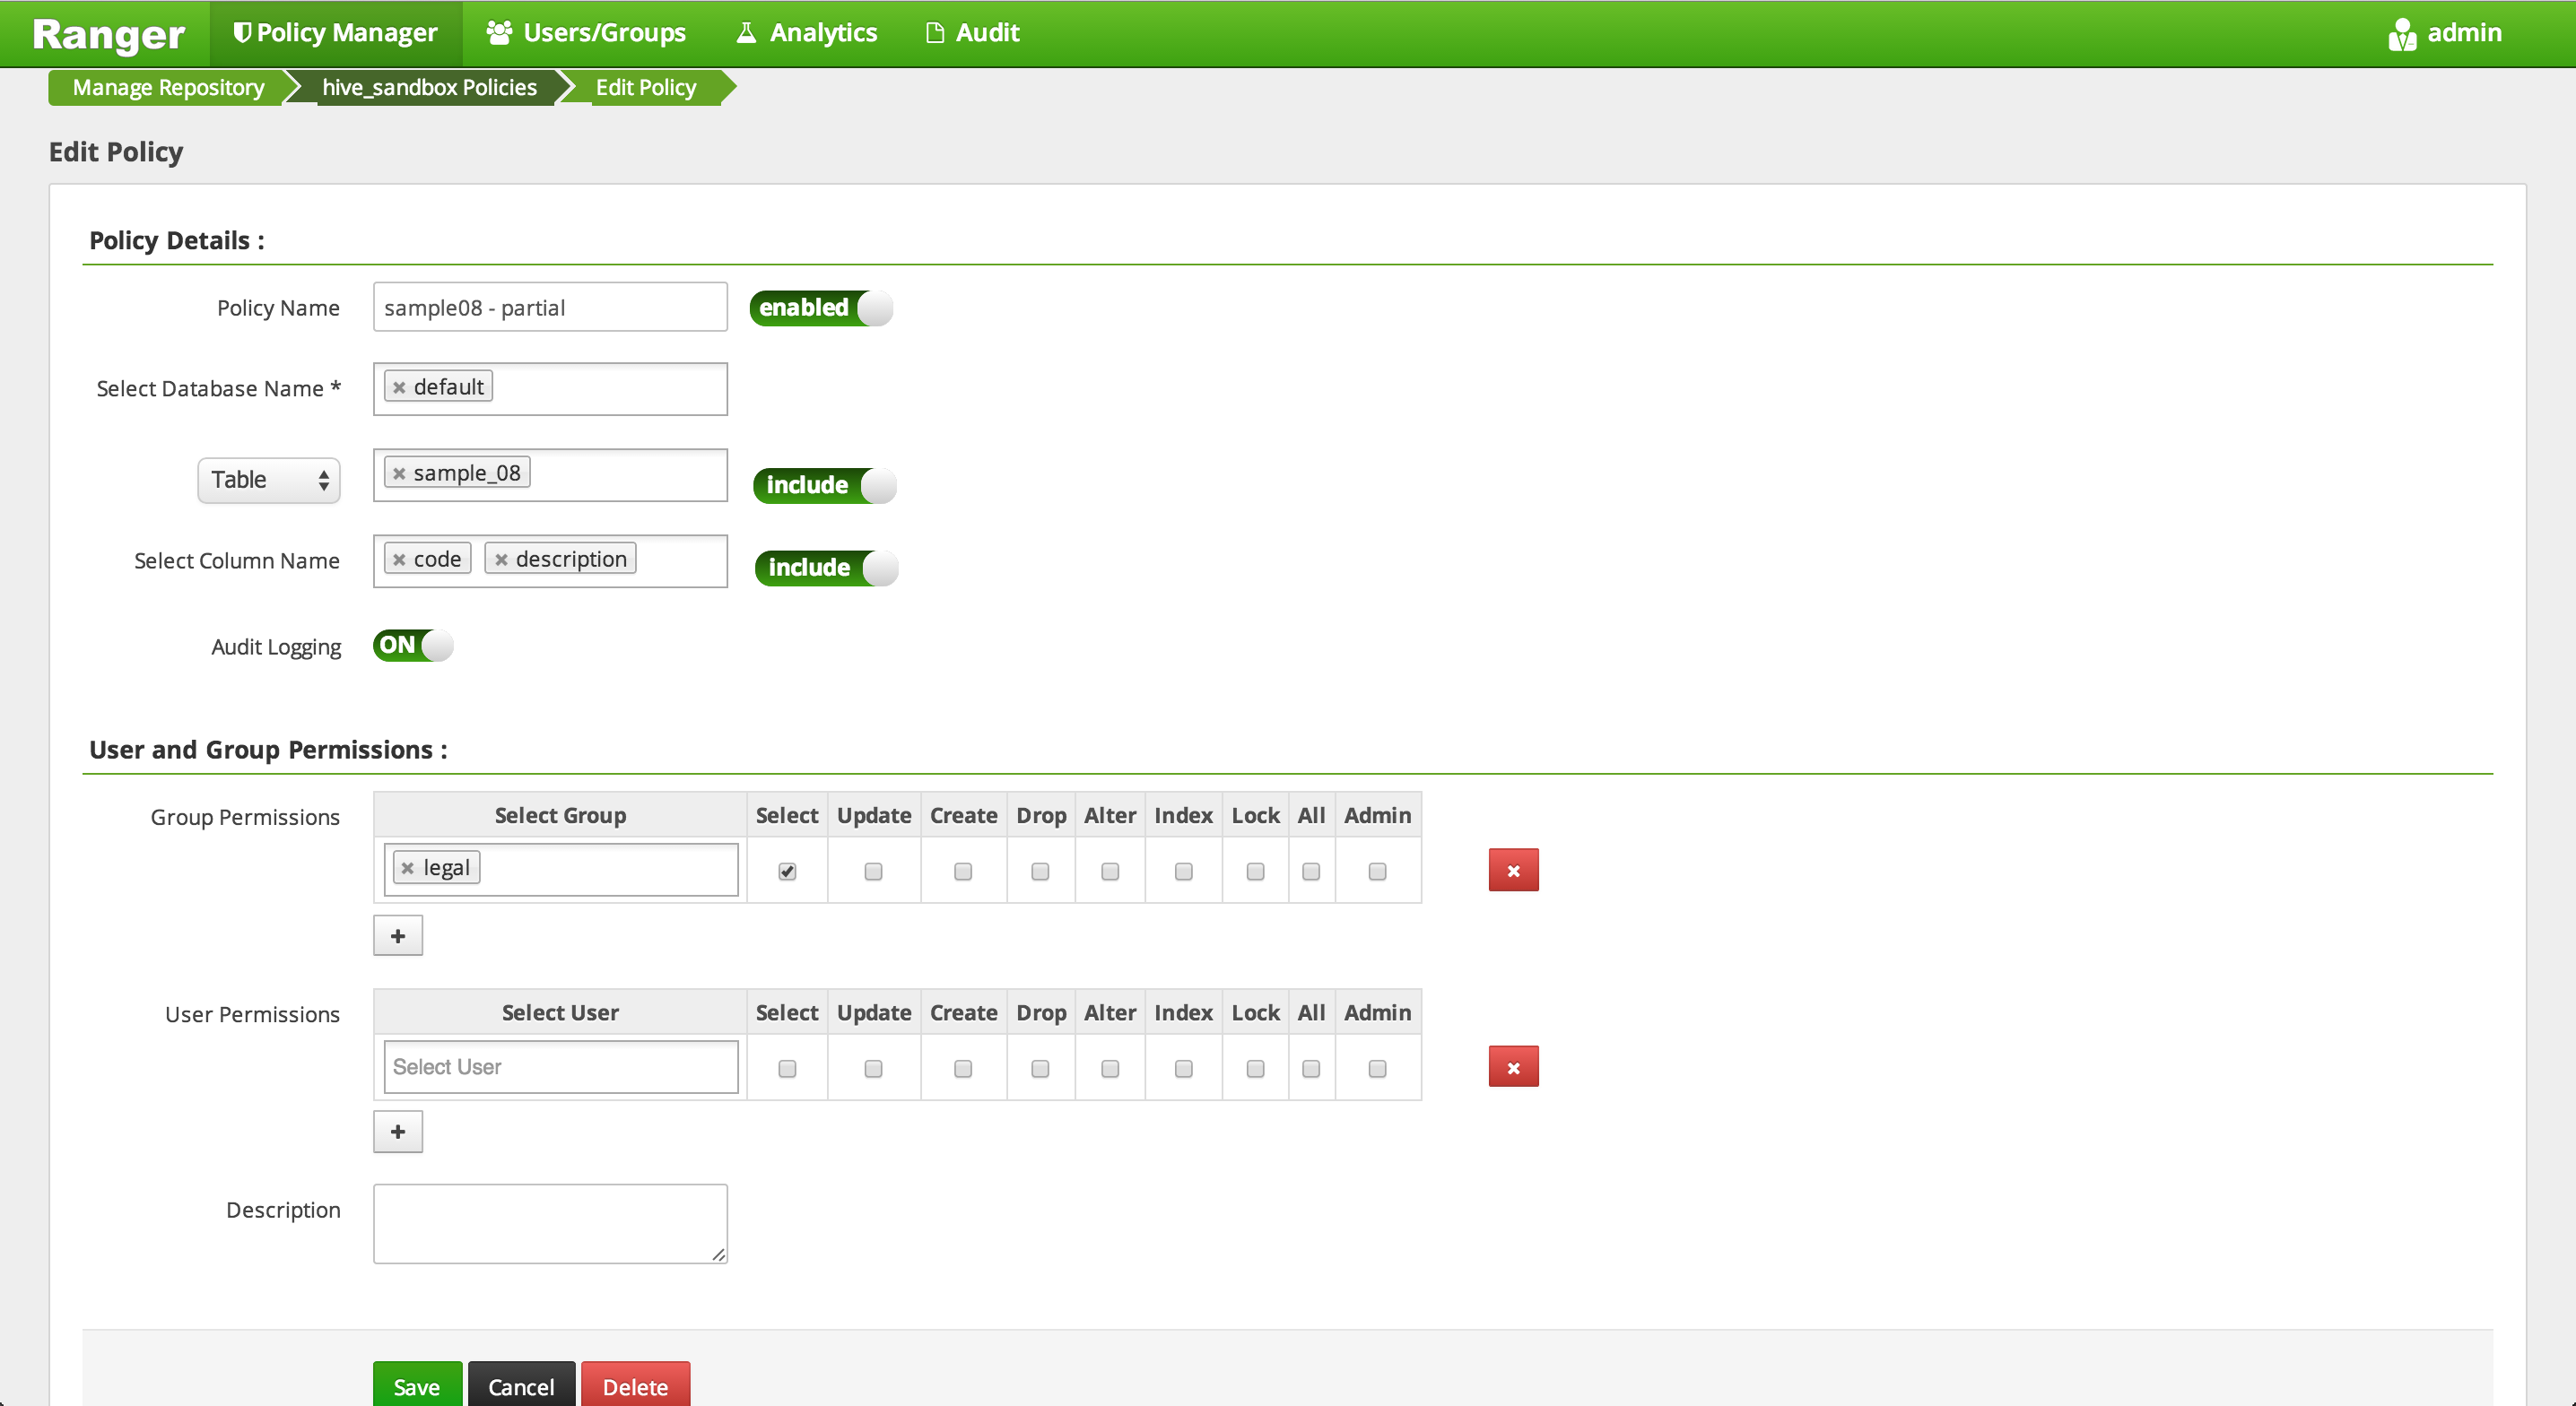 Ranger Policy Manager Users/Groups Analytics Audit admin
Manage Repository hive_sandbox Policies Edit Policy
Edit Policy
Policy Details :
Policy Name sample08 - partial enabled
Select Database Name * × default
Table × sample_08 include
Select Column Name × code × description include
Audit Logging ON
User and Group Permissions :
Group Permissions Select Group Select Update Create Drop Alter Index Lock All Admin
× legal ×
+
User Permissions Select User Select Update Create Drop Alter Index Lock All Admin
Select User ×
+
Description
Save Cancel Delete